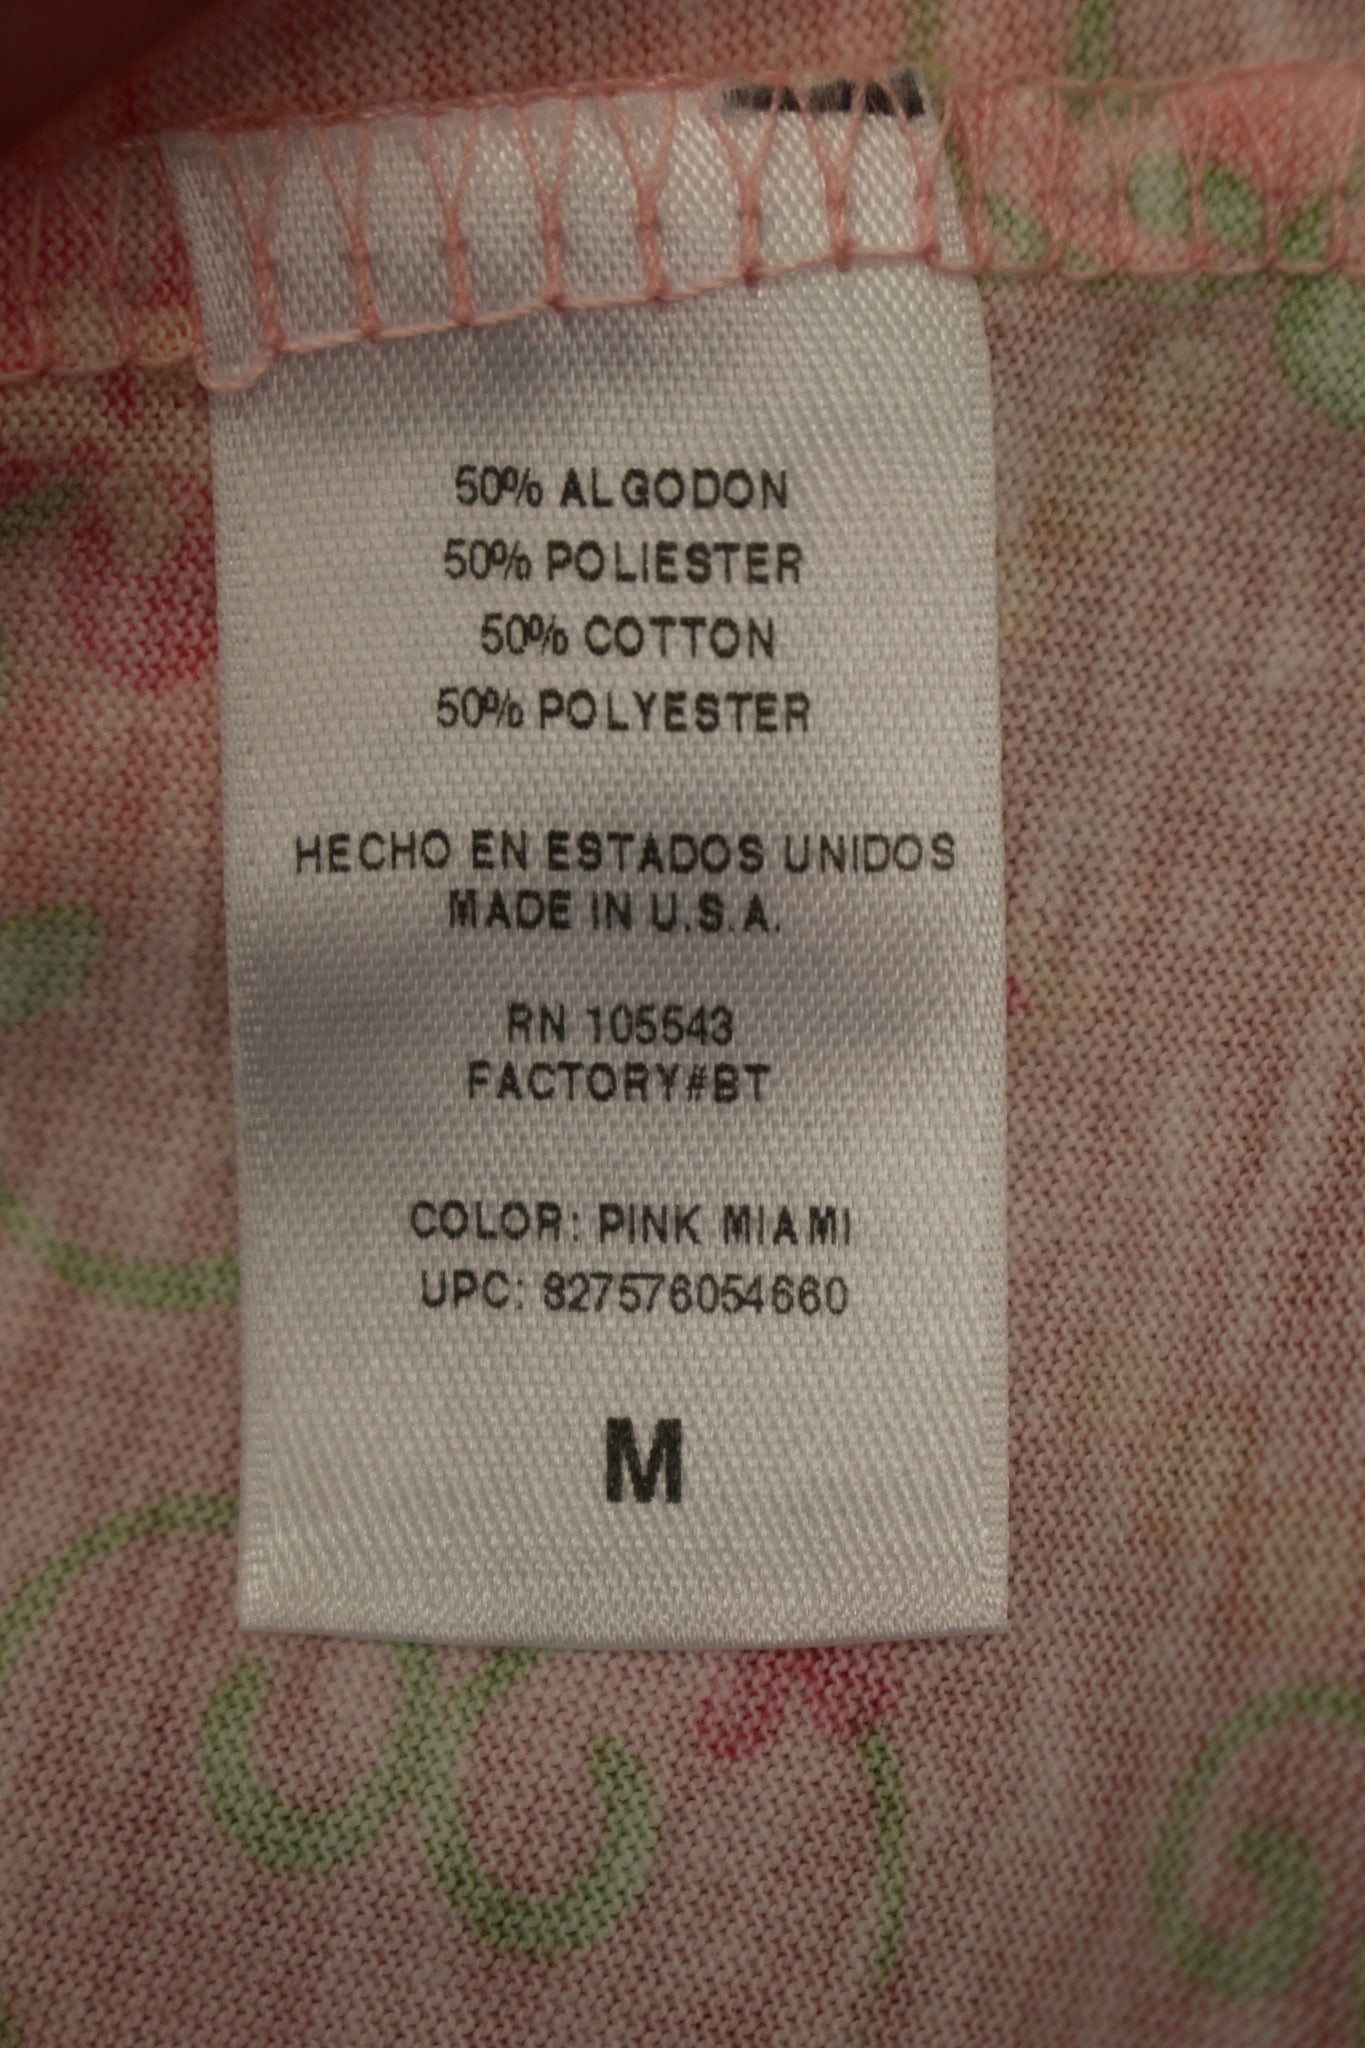 50% ALGODON
50% POLIESTER
50% COTTON
50% POLYESTER
HECHO EN ESTADOS UNIDOS
MADE IN U.S.A.
RN 105543
FACTORY#BT
COLOR: PINK MIAMI
UPC: 827576054660
M